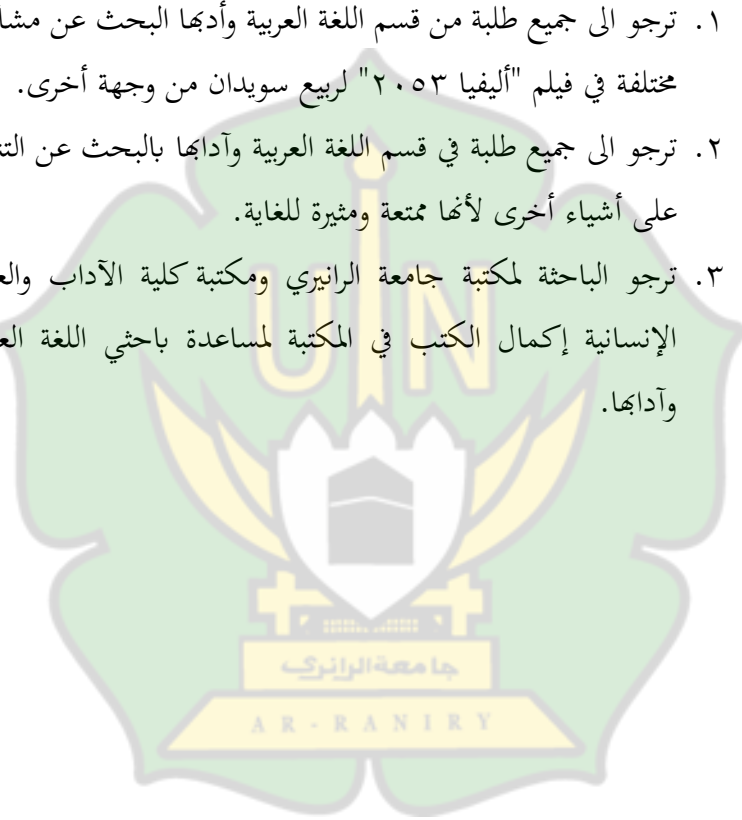 ١. ترجو الى جميع طلبة من قسم اللغة العربية وأدبها البحث عن مشا
مختلفة في فيلم "أليفيا ٢٠٥٣" لربيع سويدان من وجهة أخرى.
٢. ترجو الى جميع طلبة في قسم اللغة العربية وآدابها بالبحث عن التن
على أشياء أخرى لأنها ممتعة ومثيرة للغاية.
٣. ترجو الباحثة لمكتبة جامعة الرانيري ومكتبة كلية الآداب والع
الإنسانية إكمال الكتب في المكتبة لمساعدة باحثي اللغة الع
وآدابها.
UIN
جامعة الرانري
AR-RANIRY